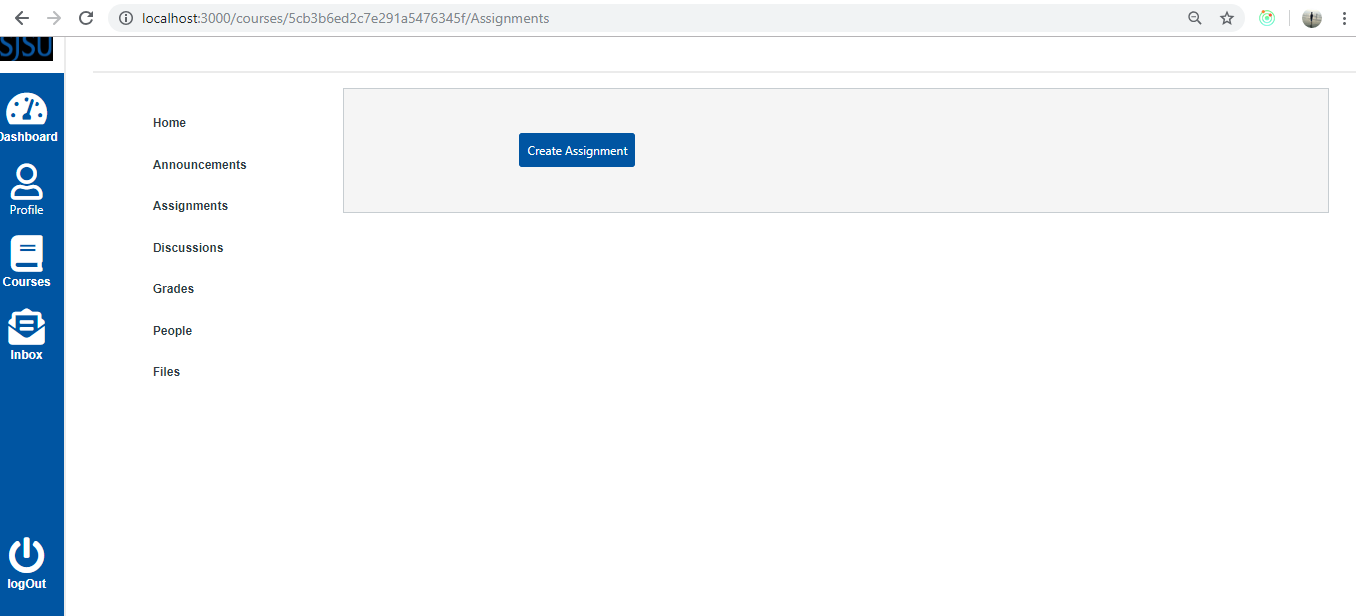 localhost:3000/courses/5cb3b6ed2c7e291a5476345f/Assignments
SJSU
Dashboard
Profile
Courses
Inbox
logOut
Home
Announcements
Assignments
Discussions
Grades
People
Files
Create Assignment